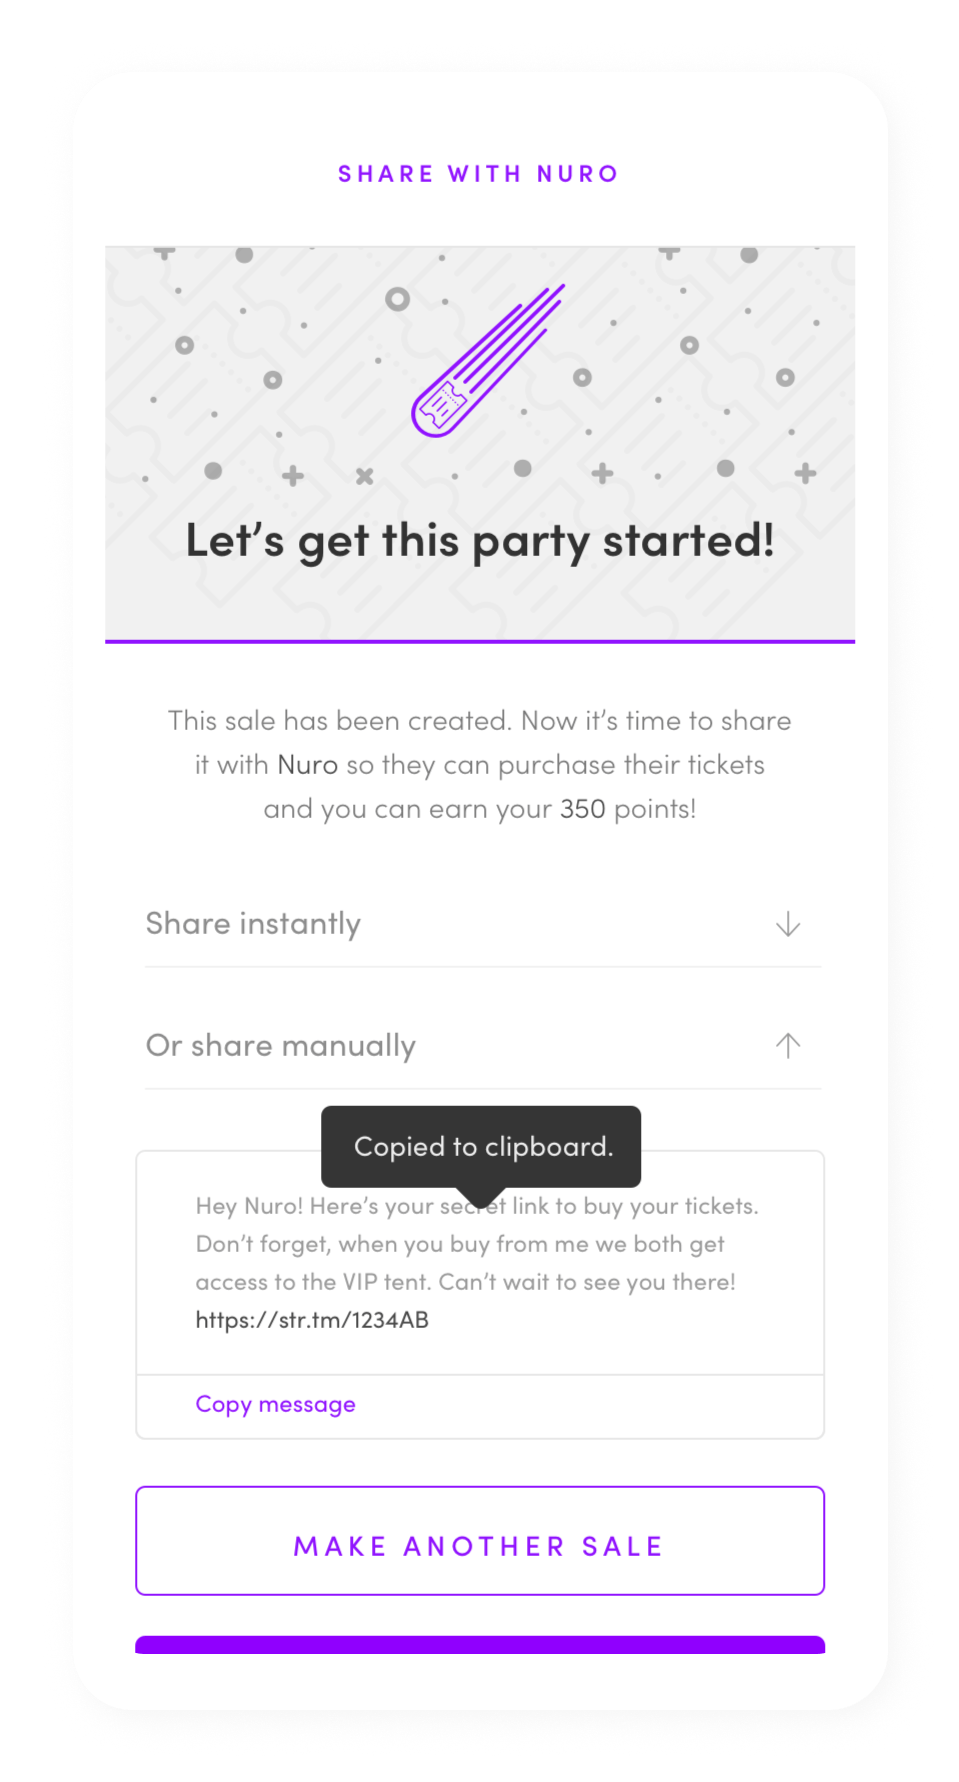 SHARE WITH NURO
Let’s get this party started!
This sale has been created. Now it’s time to share
it with Nuro so they can purchase their tickets
and you can earn your 350 points!
Share instantly
Or share manually
Copied to clipboard.
Hey Nuro! Here’s your secret link to buy your tickets.
Don’t forget, when you buy from me we both get
access to the VIP tent. Can’t wait to see you there!
https://str.tm/1234AB
Copy message
MAKE ANOTHER SALE